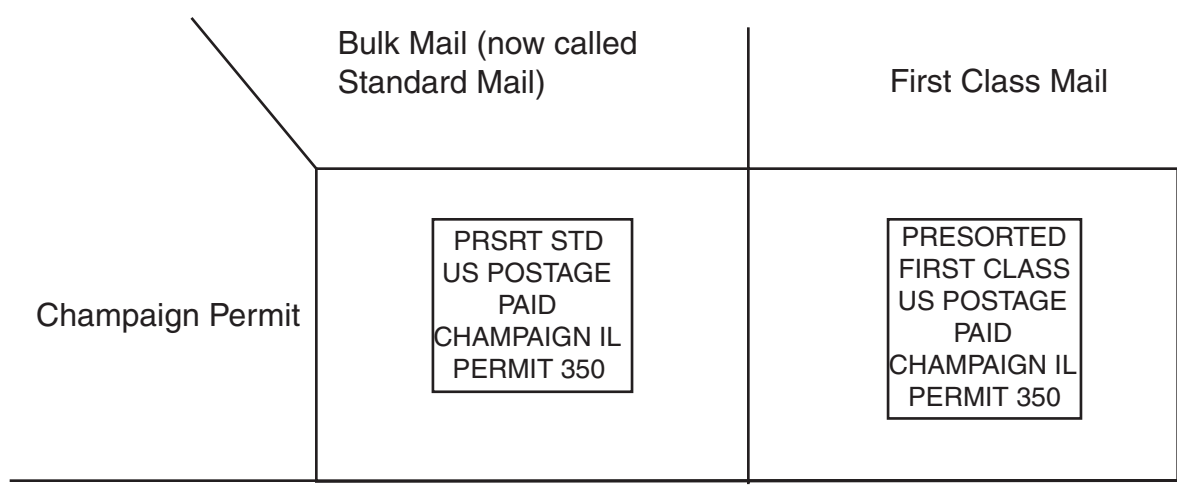 Bulk Mail (now called
Standard Mail)
First Class Mail
Champaign Permit
PRSRT STD
US POSTAGE
PAID
CHAMPAIGN IL
PERMIT 350
PRESORTED
FIRST CLASS
US POSTAGE
PAID
CHAMPAIGN IL
PERMIT 350